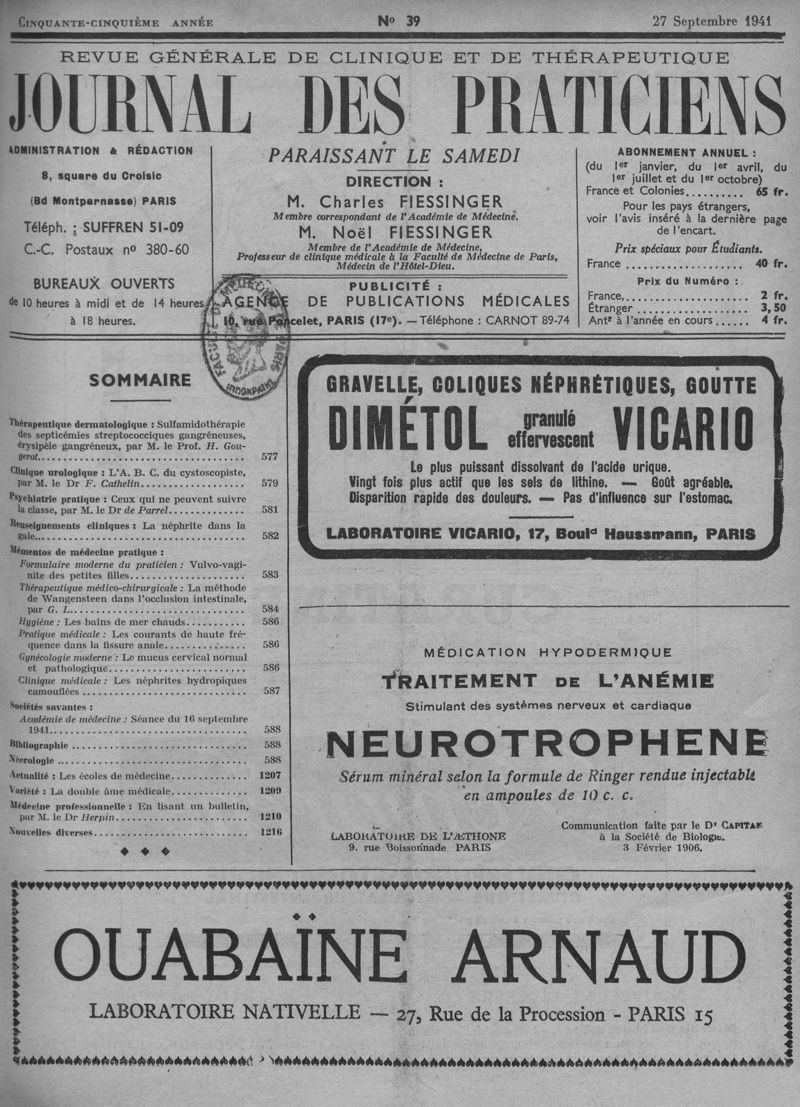 CINQUANTE-CINQUIÈME ANNÉE
No 39
27 Septembre 1941
REVUE GÉNÉRALE DE CLINIQUE ET DE THÉRAPEUTIQUE
JOURNAL DES PRATICIENS
ADMINISTRATION & RÉDACTION
8, square du Croisic
(Bd Montparnasse) PARIS
Téléph. : SUFFREN 51-09
C.-C. Postaux no 380-60
BUREAUX OUVERTS
de 10 heures à midi et de 14 heures
à 18 heures.
PARAISSANT LE SAMEDI
DIRECTION :
M. Charles FIESSINGER
Membre correspondant de l'Académie de Médecine.
M. Noël FIESSINGER
Membre de l'Académie de Médecine,
Professeur de clinique médicale à la Faculté de Médecine de Paris,
Médecin de l'Hôtel-Dieu.
PUBLICITÉ :
AGENCE DE PUBLICATIONS MÉDICALES
10, rue Poncelet, PARIS (17e). — Téléphone : CARNOT 89-74
ABONNEMENT ANNUEL :
(du 1er janvier, du 1er avril, du
1er juillet et du 1er octobre)
France et Colonies.......... 65 fr.
Pour les pays étrangers,
voir l'avis inséré à la dernière page
de l'encart.
Prix spéciaux pour Étudiants.
France .................... 40 fr.
Prix du Numéro :
France..................... 2 fr.
Étranger .................. 3,50
Antr à l'année en cours ...... 4 fr.
SOMMAIRE
Thérapeutique dermatologique : Sulfamidothérapie
des septicémies streptococciques gangréneuses,
érysipèle gangréneux, par M. le Prof. H. Gou-
gerot........................ 577
Clinique urologique : L'A. B. C. du cystoscopiste,
par M. le Dr F. Cathelin................... 579
Psychiatrie pratique : Ceux qui ne peuvent suivre
la classe, par M. le Dr de Parrel............. 581
Renseignements cliniques : La néphrite dans la
gale........................ 582
Mémentos de médecine pratique :
Formulaire moderne du praticien : Vulvo-vagi-
nite des petites filles................... 583
Thérapeutique médico-chirurgicale : La méthode
de Wangensteen dans l'occlusion intestinale,
par G. L........................ 584
Hygiène : Les bains de mer chauds.......... 586
Pratique médicale : Les courants de haute fré-
quence dans la fissure anale.............. 586
Gynécologie moderne : Le mucus cervical normal
et pathologique........................ 586
Clinique médicale : Les néphrites hydropiques
camouflées ........................ 587
Sociétés savantes :
Académie de médecine : Séance du 16 septembre
1941........................ 588
Bibliographie ........................ 588
Nécrologie ........................ 588
Actualité : Les écoles de médecine............. 1207
Variété : La double âme médicale............. 1209
Médecine professionnelle : En lisant un bulletin,
par M. le Dr Herpin................... 1210
Nouvelles diverses........................ 1216
GRAVELLE, COLIQUES NÉPHRÉTIQUES, GOUTTE
DIMÉTOL granulé effervescent VICARIO
Le plus puissant dissolvant de l'acide urique.
Vingt fois plus actif que les sels de lithine. — Goût agréable.
Disparition rapide des douleurs. — Pas d'influence sur l'estomac.
LABORATOIRE VICARIO, 17, Bould Haussmann, PARIS
MÉDICATION HYPODERMIQUE
TRAITEMENT DE L'ANÉMIE
Stimulant des systèmes nerveux et cardiaque
NEUROTROPHENE
Sérum minéral selon la formule de Ringer rendue injectable
en ampoules de 10 c. c.
LABORATOIRE DE L'ÆTHONE
9, rue Boissonnade PARIS
Communication faite par le Dr CAPITAN
à la Société de Biologie.
3 Février 1906.
OUABAÏNE ARNAUD
LABORATOIRE NATIVELLE — 27, Rue de la Procession - PARIS 15